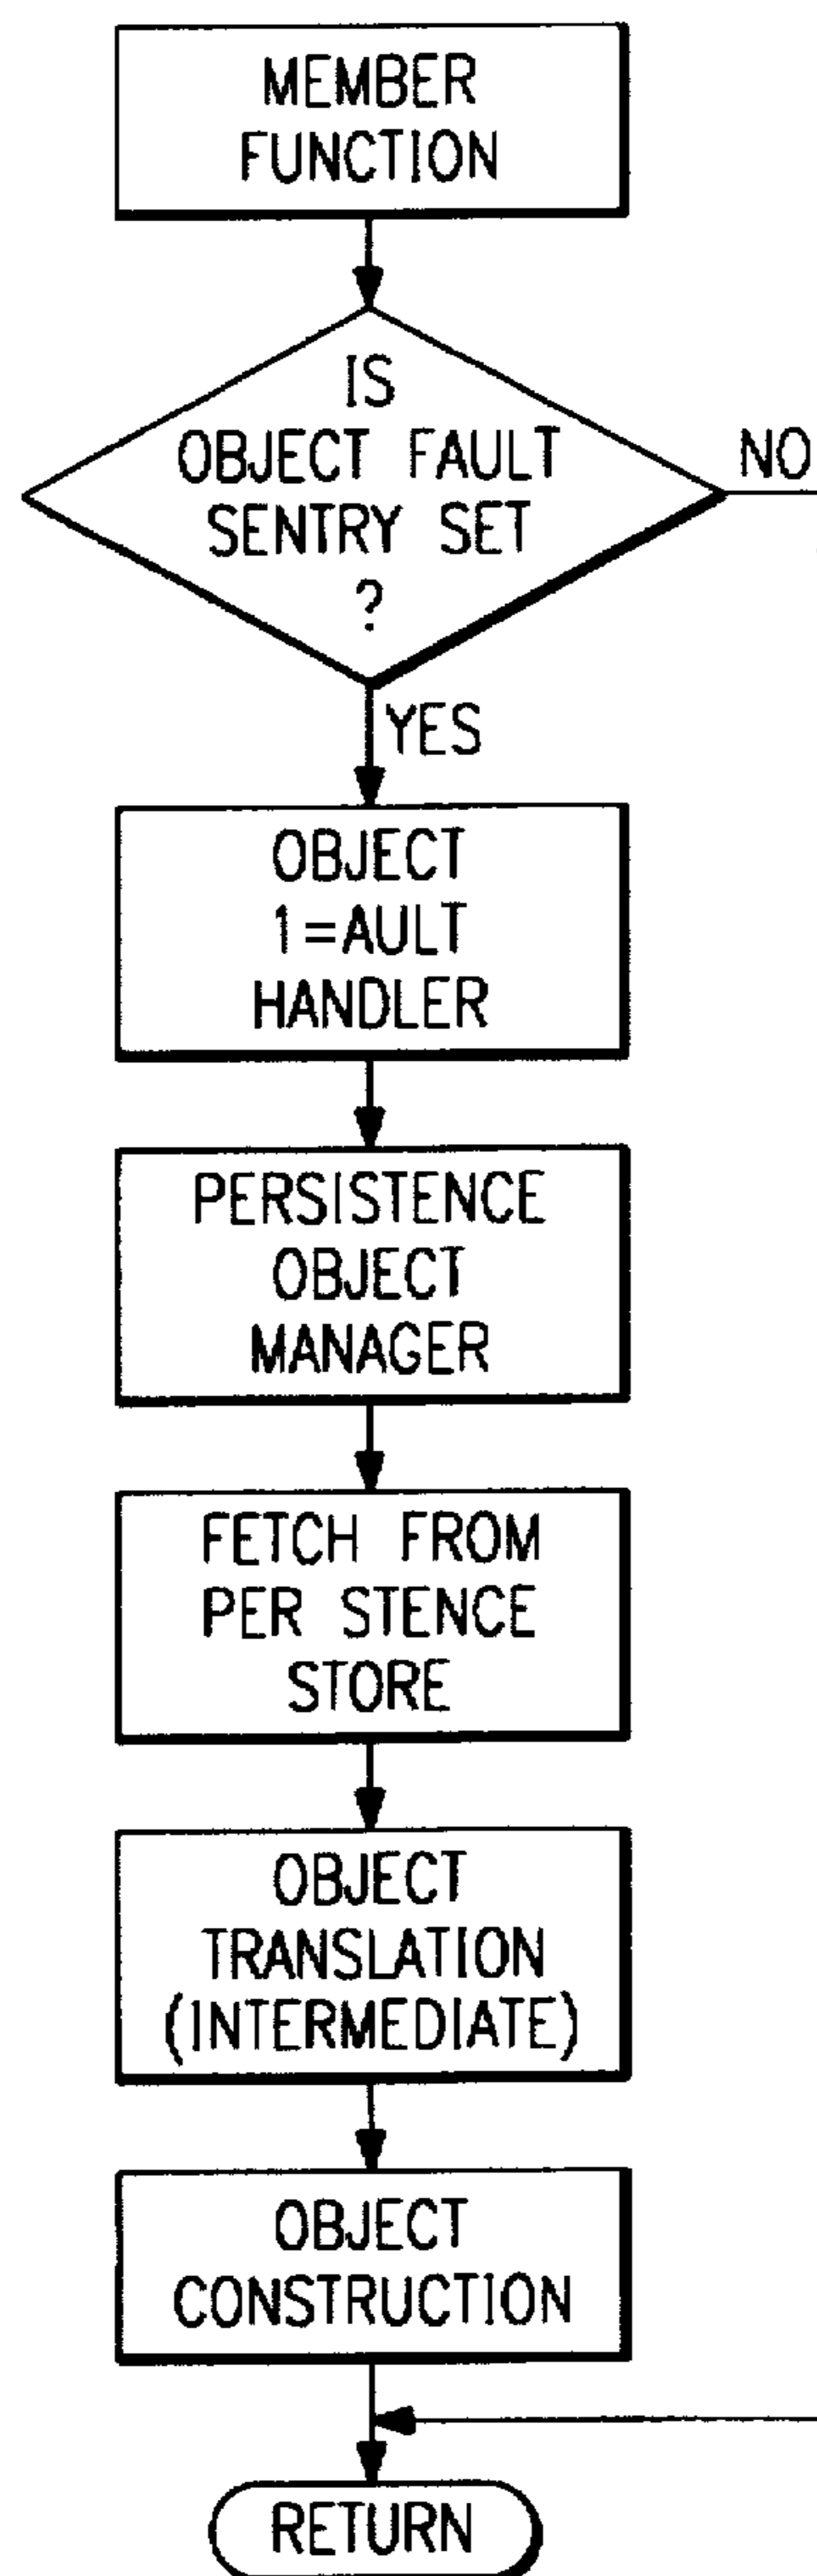 MEMBER
FUNCTION
IS
OBJECT FAULT
SENTRY SET
?
NO
YES
OBJECT
1=AULT
HANDLER
PERSISTENCE
OBJECT
MANAGER
FETCH FROM
PER STENCE
STORE
OBJECT
TRANSLATION
(INTERMEDIATE)
OBJECT
CONSTRUCTION
RETURN